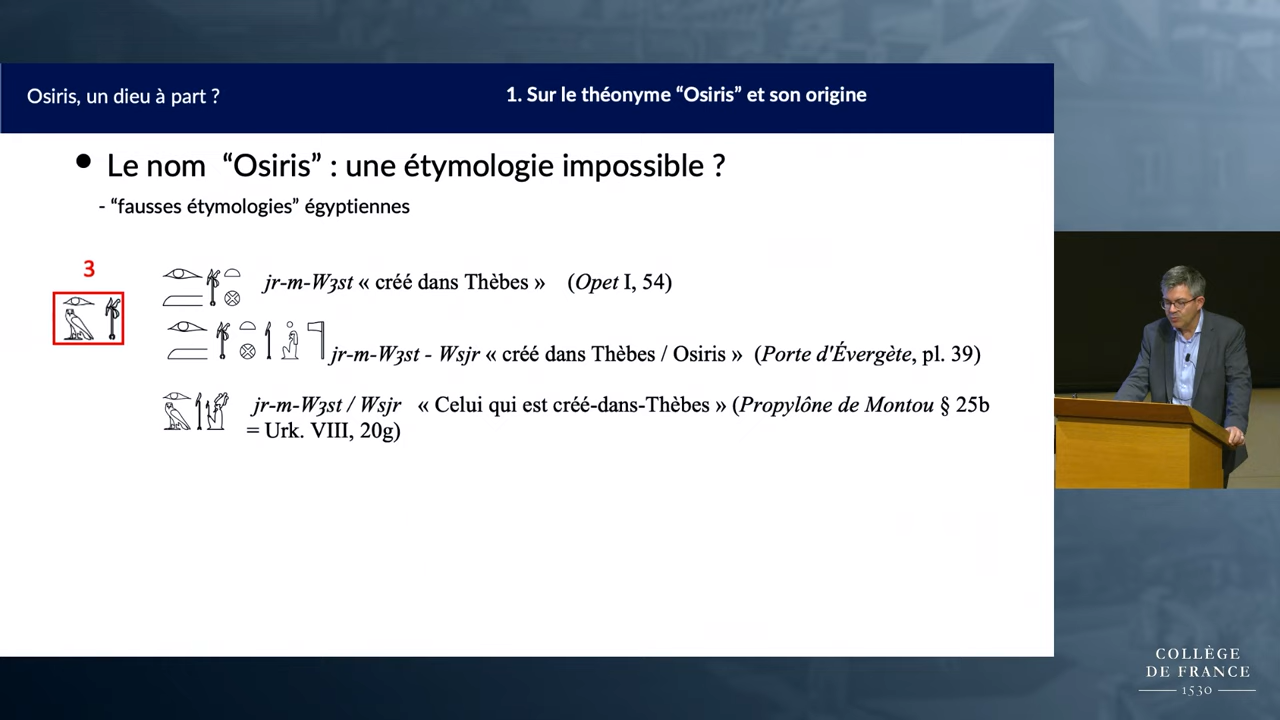 Osiris, un dieu à part ?
1. Sur le théonyme “Osiris” et son origine
• Le nom “Osiris” : une étymologie impossible ?
- “fausses étymologies” égyptiennes
3
jr-m-Wȝst « créé dans Thèbes » (Opet I, 54)
jr-m-Wȝst - Wsjr « créé dans Thèbes / Osiris » (Porte d'Évergète, pl. 39)
jr-m-Wȝst / Wsjr « Celui qui est créé-dans-Thèbes » (Propylône de Montou § 25b
= Urk. VIII, 20g)
COLLÈGE
DE FRANCE
1530